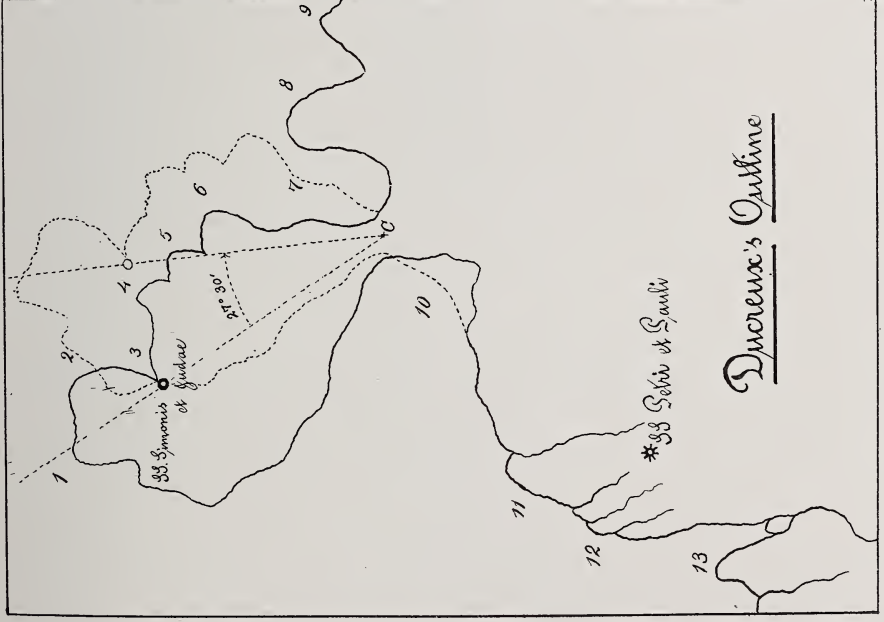 1
2
3
4
5
6
7
8
9
10
11
12
13
C
27° 30'
SS. Simonis
et Judae
SS Petri et Pauli
Ducreux's Outline